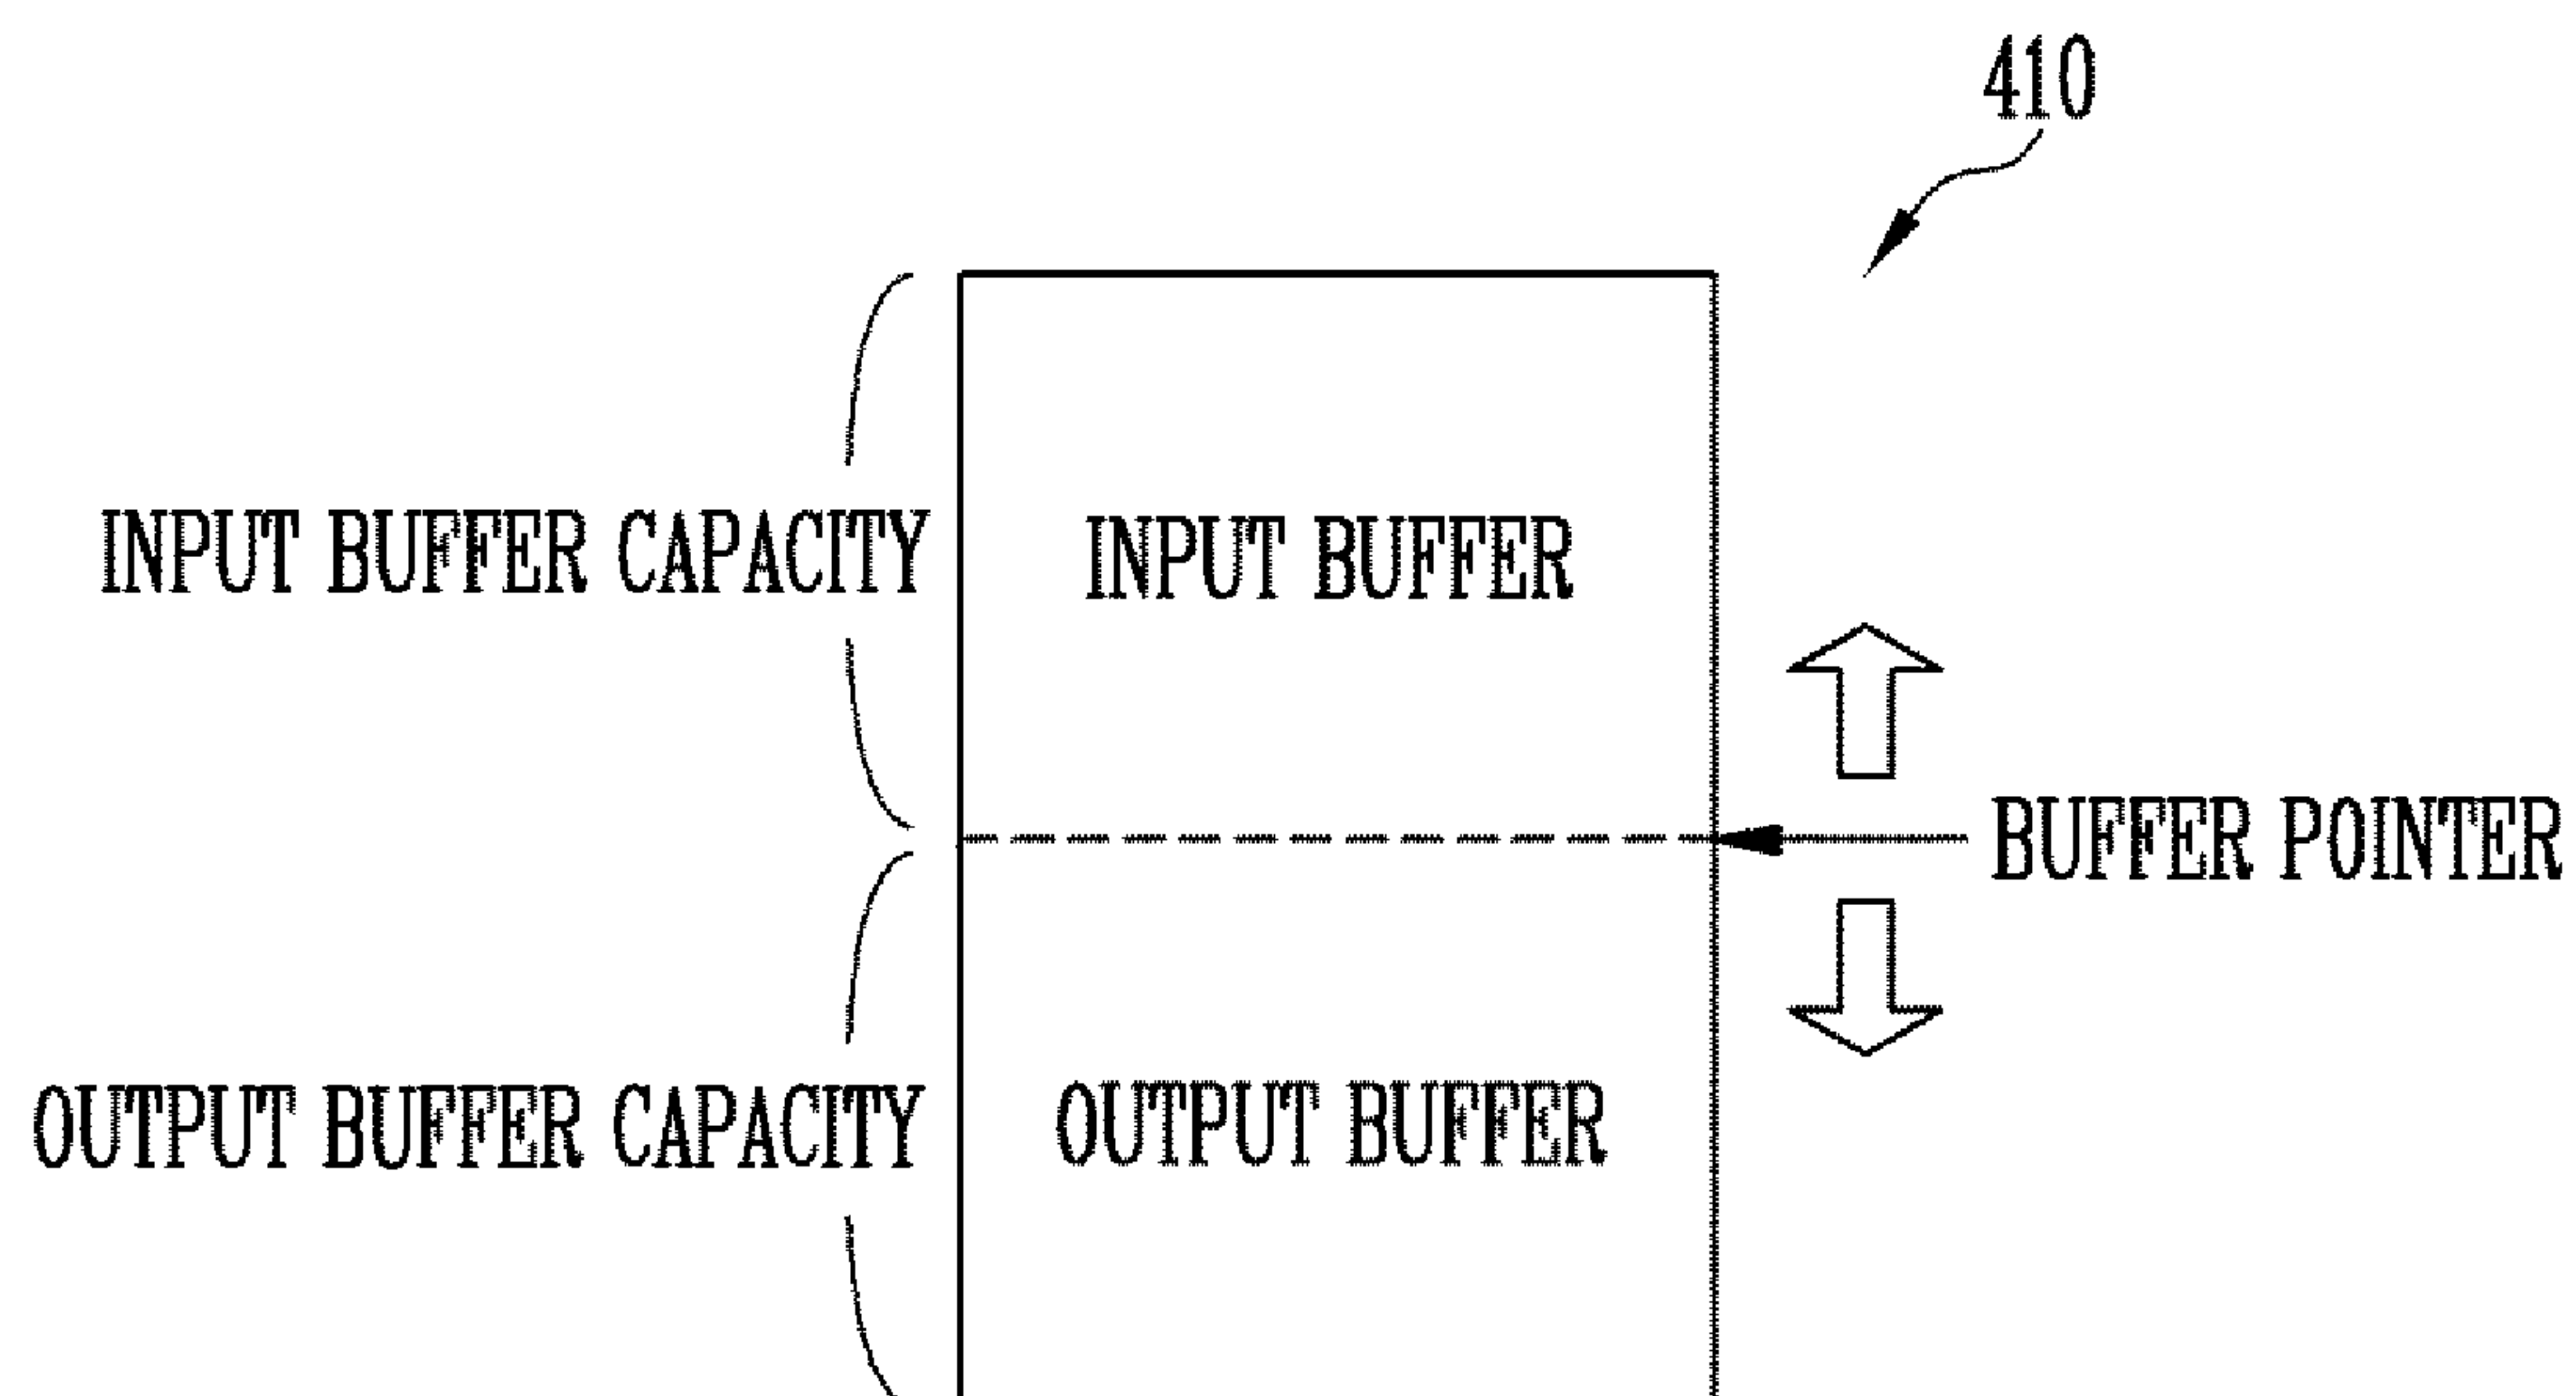 410
INPUT BUFFER CAPACITY
INPUT BUFFER
BUFFER POINTER
OUTPUT BUFFER CAPACITY
OUTPUT BUFFER